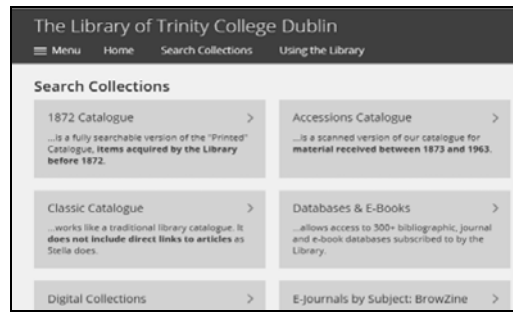 The Library of Trinity College Dublin
Menu Home Search Collections Using the Library
Search Collections
1872 Catalogue >
...is a fully searchable version of the "Printed"
Catalogue, items acquired by the Library
before 1872.
Accessions Catalogue >
...is a scanned version of our catalogue for
material received between 1873 and 1963.
Classic Catalogue >
...works like a traditional library catalogue. It
does not include direct links to articles as
Stella does.
Databases & E-Books >
...allows access to 300+ bibliographic, journal
and e-book databases subscribed to by the
Library.
Digital Collections >
E-Journals by Subject: BrowZine >